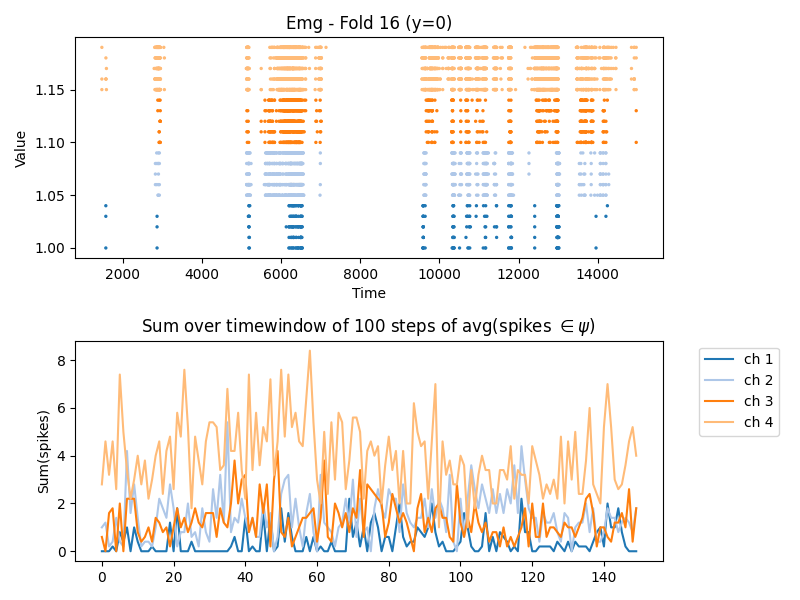 Emg - Fold 16 (y=0)
Value
1.15
1.10
1.05
1.00
2000 4000 6000 8000 10000 12000 14000
Time
Sum over timewindow of 100 steps of avg(spikes ∈ψ)
Sum(spikes)
8
6
4
2
0
0 20 40 60 80 100 120 140
ch 1
ch 2
ch 3
ch 4